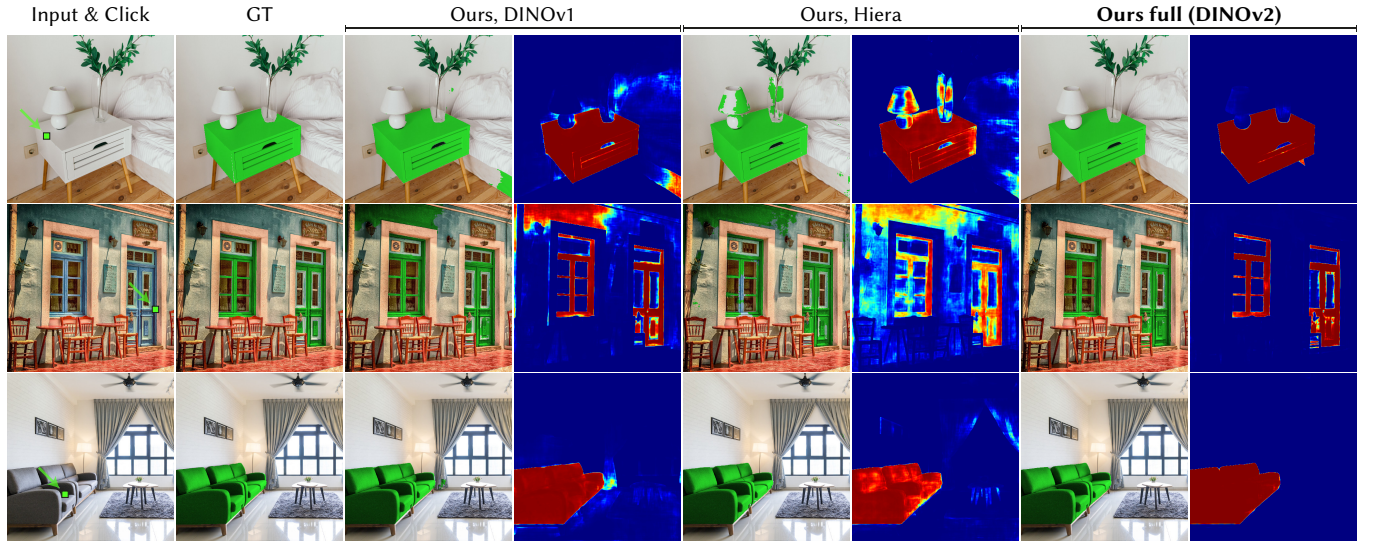 Input & Click
GT
Ours, DINOv1
Ours, Hiera
Ours full (DINOv2)